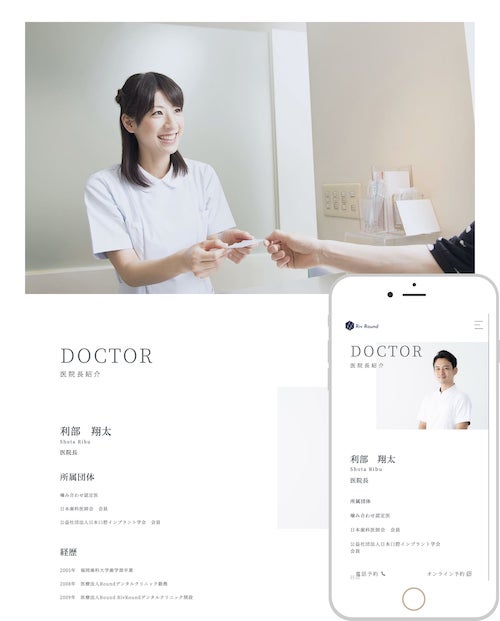 DOCTOR
医院長紹介
利部　翔太
Shota Ribu
医院長
所属団体
噛み合わせ認定医
日本歯科医師会　会員
公益社団法人日本口腔インプラント学会　会員
経歴
2005年　福岡歯科大学歯学部卒業
2008年　医療法人Roundデンタルクリニック勤務
2009年　医療法人Round RivRoundデンタルクリニック開設
Riv Round
DOCTOR
医院長紹介
利部　翔太
Shota Ribu
医院長
所属団体
噛み合わせ認定医
日本歯科医師会　会員
公益社団法人日本口腔インプラント学会
会員
電話予約
オンライン予約